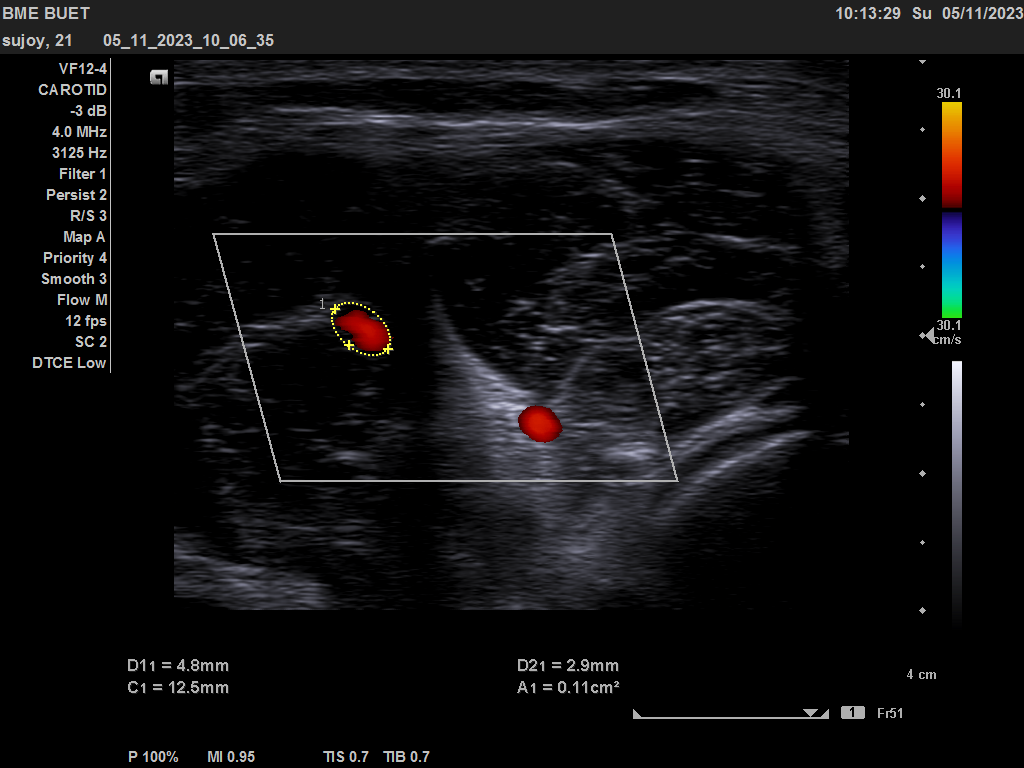 BME BUET
10:13:29 Su 05/11/2023
sujoy, 21 05_11_2023_10_06_35
VF12-4
CAROTID
-3 dB
4.0 MHz
3125 Hz
Filter 1
Persist 2
R/S 3
Map A
Priority 4
Smooth 3
Flow M
12 fps
SC 2
DTCE Low
1
30.1
30.1
cm/s
D11 = 4.8mm D21 = 2.9mm
C1 = 12.5mm A1 = 0.11cm²
4 cm
1 Fr51
P 100% MI 0.95 TIS 0.7 TIB 0.7